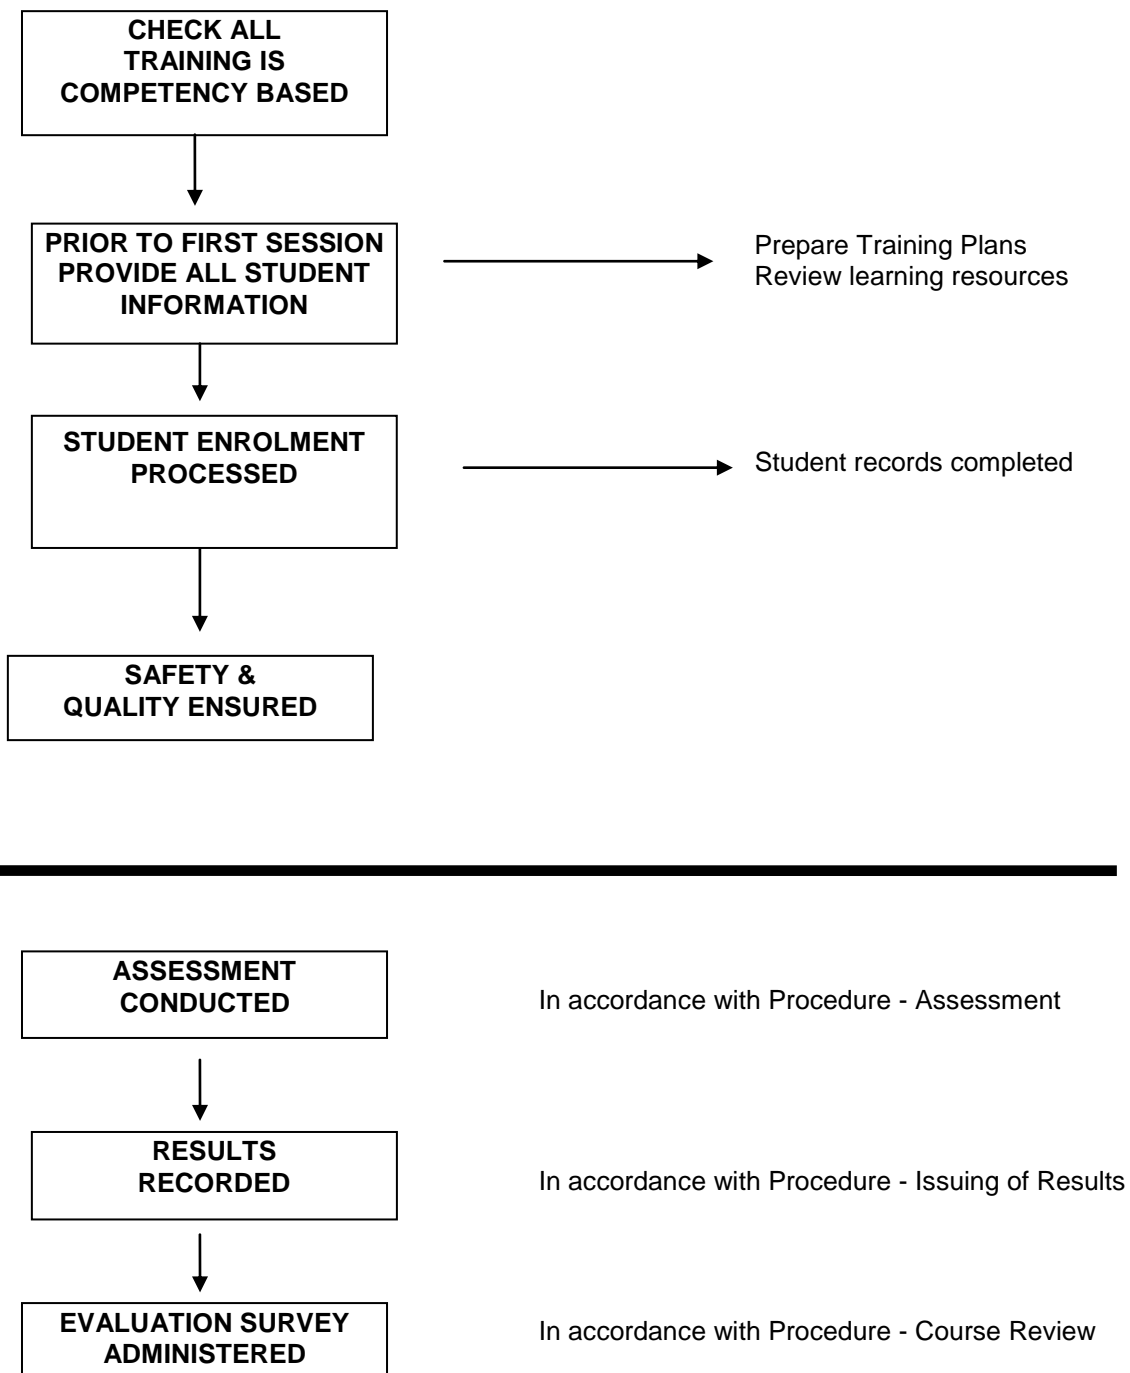 CHECK ALL
TRAINING IS
COMPETENCY BASED
PRIOR TO FIRST SESSION
PROVIDE ALL STUDENT
INFORMATION
Prepare Training Plans
Review learning resources
STUDENT ENROLMENT
PROCESSED
Student records completed
SAFETY &
QUALITY ENSURED
ASSESSMENT
CONDUCTED
In accordance with Procedure - Assessment
RESULTS
RECORDED
In accordance with Procedure - Issuing of Results
EVALUATION SURVEY
ADMINISTERED
In accordance with Procedure - Course Review